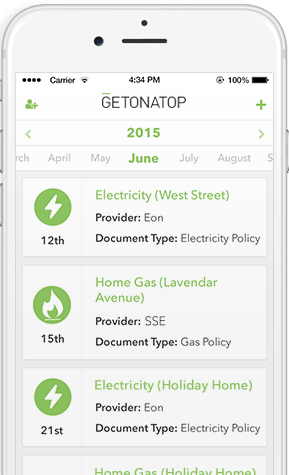 Carrier 4:34 PM 100%
GETONATOP
2015
rch April May June July August S
Electricity (West Street)
Provider: Eon
12th
Document Type: Electricity Policy
Home Gas (Lavendar
Avenue)
Provider: SSE
15th
Document Type: Gas Policy
Electricity (Holiday Home)
Provider: Eon
21st
Document Type: Electricity Policy
Home Gas (Holiday Home)